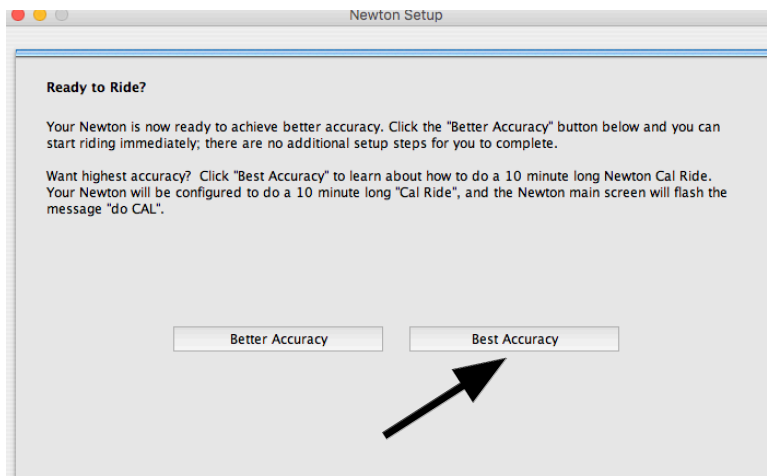 Newton Setup
Ready to Ride?
Your Newton is now ready to achieve better accuracy. Click the "Better Accuracy" button below and you can
start riding immediately; there are no additional setup steps for you to complete.
Want highest accuracy?  Click "Best Accuracy" to learn about how to do a 10 minute long Newton Cal Ride.
Your Newton will be configured to do a 10 minute long "Cal Ride", and the Newton main screen will flash the
message "do CAL".
Better Accuracy
Best Accuracy